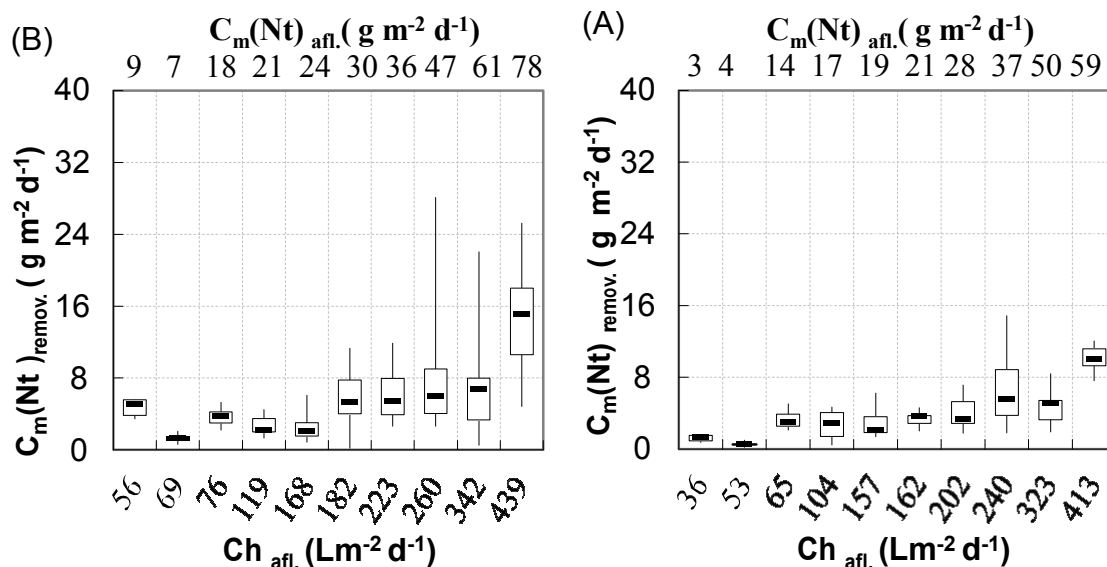 (B)
C_m(Nt) afl.( g m-2 d-1)
9 7 18 21 24 30 36 47 61 78
40
32
24
16
8
0
C_m(Nt )remov. ( g m-2 d-1)
56 69 76 119 168 182 223 260 342 439
Ch afl. (Lm-2 d-1)
(A)
C_m(Nt) afl.( g m-2 d-1)
3 4 14 17 19 21 28 37 50 59
40
32
24
16
8
0
C_m(Nt) remov. ( g m-2 d-1)
36 53 65 104 157 162 202 240 323 413
Ch afl. (Lm-2 d-1)